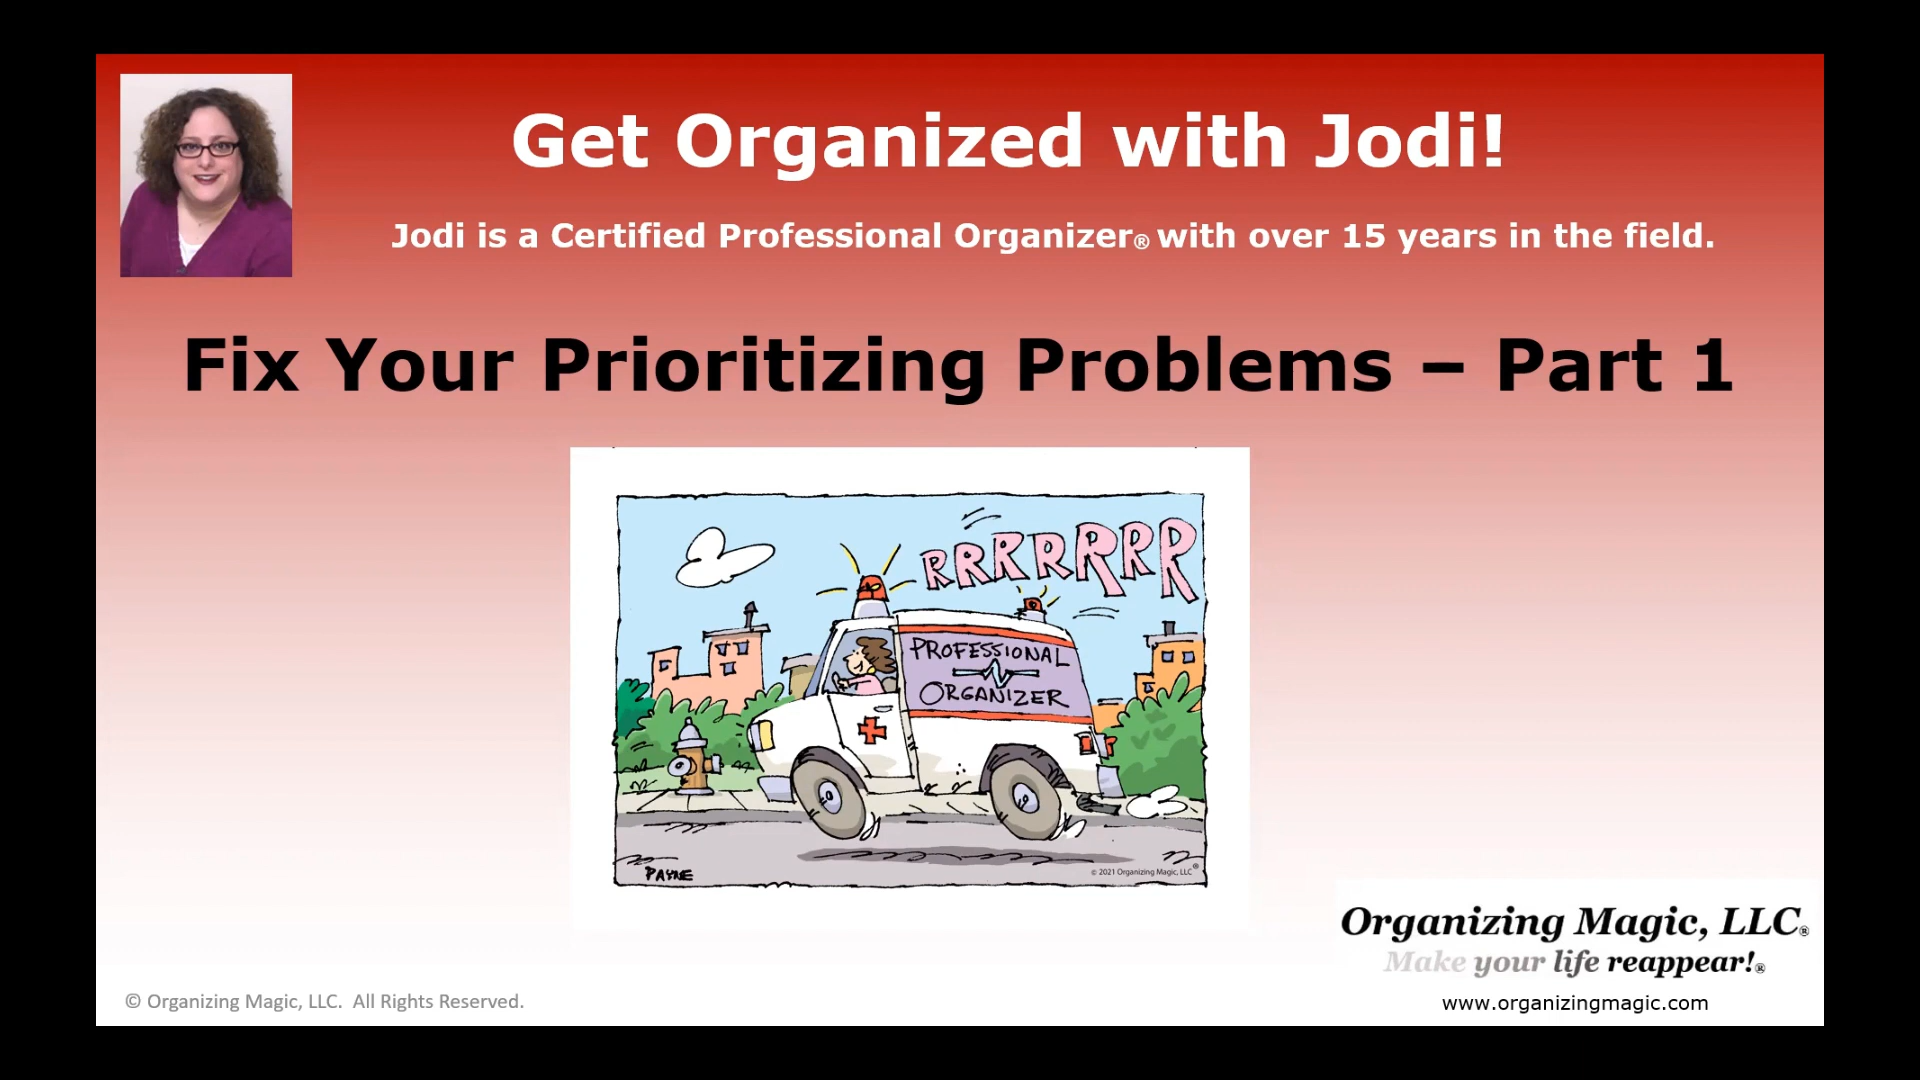 Get Organized with Jodi!
Jodi is a Certified Professional Organizer® with over 15 years in the field.
Fix Your Prioritizing Problems – Part 1
RRRRRRR
PROFESSIONAL
ORGANIZER
PAYNE
© 2021 Organizing Magic, LLC®
Organizing Magic, LLC®
Make your life reappear!®
© Organizing Magic, LLC. All Rights Reserved.
www.organizingmagic.com